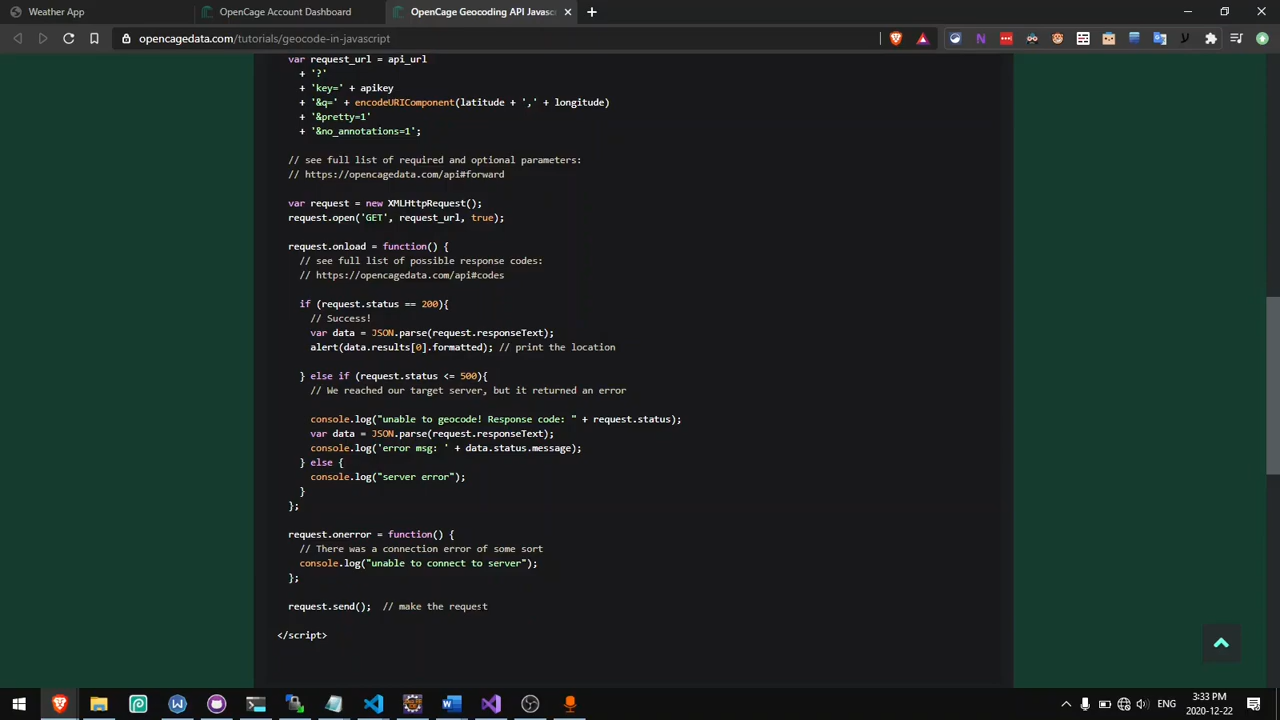 Weather App
OpenCage Account Dashboard
OpenCage Geocoding API Javasc
opencagedata.com/tutorials/geocode-in-javascript
var request_url = api_url
+ '?'
+ 'key=' + apikey
+ '&q=' + encodeURIComponent(latitude + ',' + longitude)
+ '&pretty=1'
+ '&no_annotations=1';
// see full list of required and optional parameters:
// https://opencagedata.com/api#forward
var request = new XMLHttpRequest();
request.open('GET', request_url, true);
request.onload = function() {
// see full list of possible response codes:
// https://opencagedata.com/api#codes
if (request.status == 200){
// Success!
var data = JSON.parse(request.responseText);
alert(data.results[0].formatted); // print the location
} else if (request.status <= 500){
// We reached our target server, but it returned an error
console.log("unable to geocode! Response code: " + request.status);
var data = JSON.parse(request.responseText);
console.log('error msg: ' + data.status.message);
} else {
console.log("server error");
}
};
request.onerror = function() {
// There was a connection error of some sort
console.log("unable to connect to server");
};
request.send();  // make the request
</script>
3:33 PM
ENG
2020-12-22